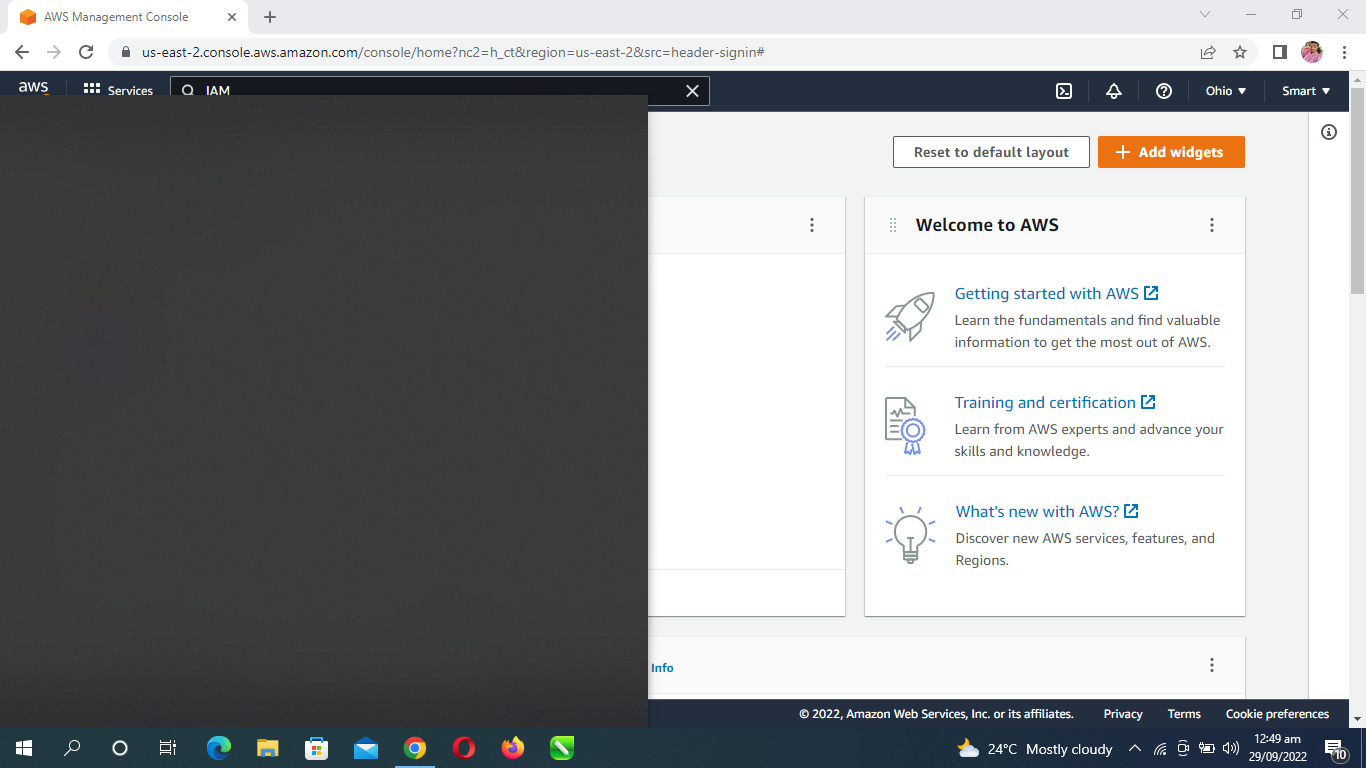 AWS Management Console
us-east-2.console.aws.amazon.com/console/home?nc2=h_ct&region=us-east-2&src=header-signin#
aws
Services
IAM
Ohio
Smart
Reset to default layout
Add widgets
Welcome to AWS
Getting started with AWS
Learn the fundamentals and find valuable
information to get the most out of AWS.
Training and certification
Learn from AWS experts and advance your
skills and knowledge.
What's new with AWS?
Discover new AWS services, features, and
Regions.
Info
© 2022, Amazon Web Services, Inc. or its affiliates.
Privacy
Terms
Cookie preferences
24°C Mostly cloudy
12:49 am
29/09/2022
10